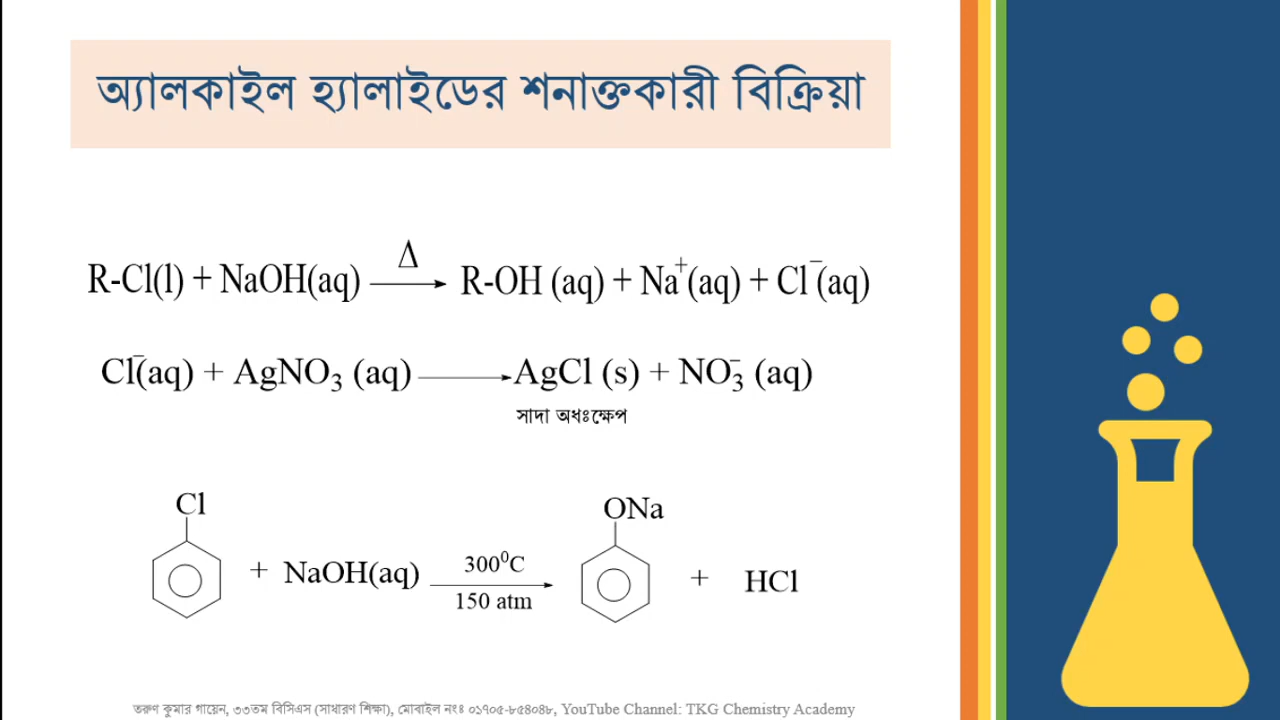 অ্যালকাইল হ্যালাইডের শনাক্তকারী বিক্রিয়া
R-Cl(l) + NaOH(aq) —Δ→ R-OH (aq) + Na⁺(aq) + Cl⁻(aq)
Cl⁻(aq) + AgNO₃ (aq) ⟶ AgCl (s) + NO₃⁻ (aq)
সাদা অধঃক্ষেপ
Cl ONa
+ NaOH(aq) 300⁰C 150 atm + HCl
তরুণ কুমার গায়েন, ৩৩তম বিসিএস (সাধারণ শিক্ষা), মোবাইল নংঃ ০১৭০৫-৮৫৪০৪৮, YouTube Channel: TKG Chemistry Academy